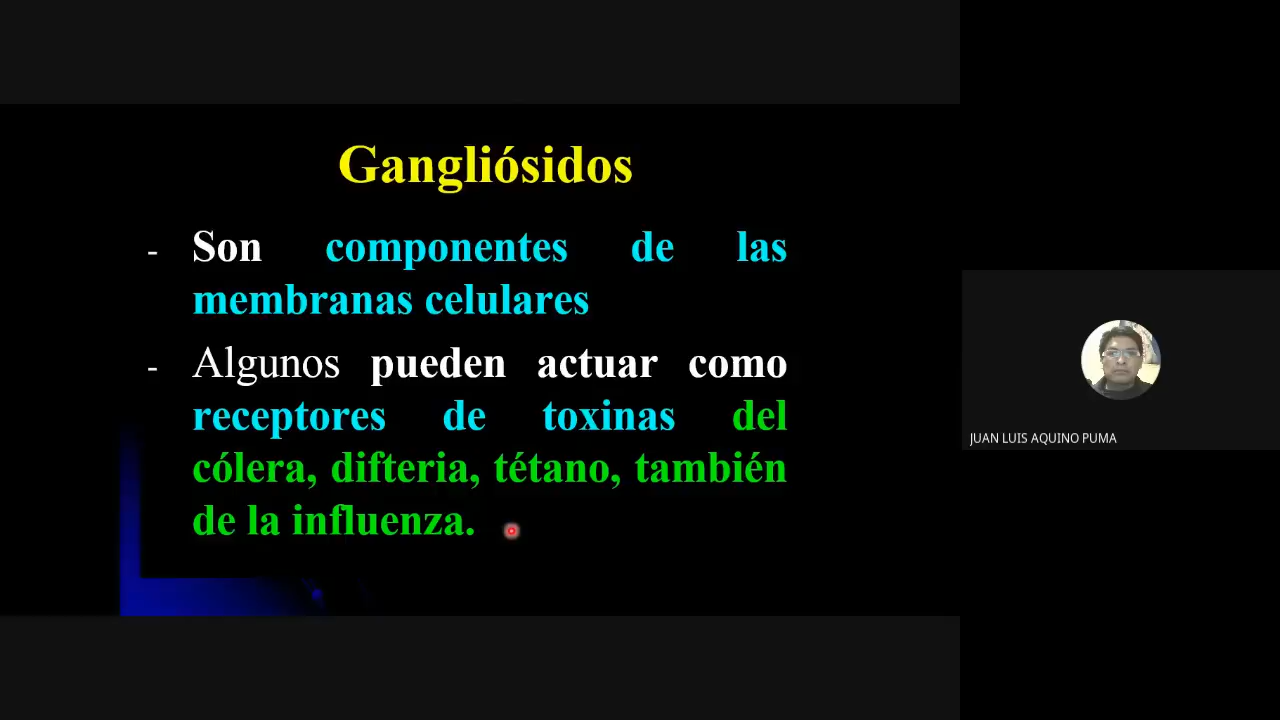 Gangliósidos
- Son componentes de las
membranas celulares
- Algunos pueden actuar como
receptores de toxinas del
cólera, difteria, tétano, también
de la influenza.
JUAN LUIS AQUINO PUMA